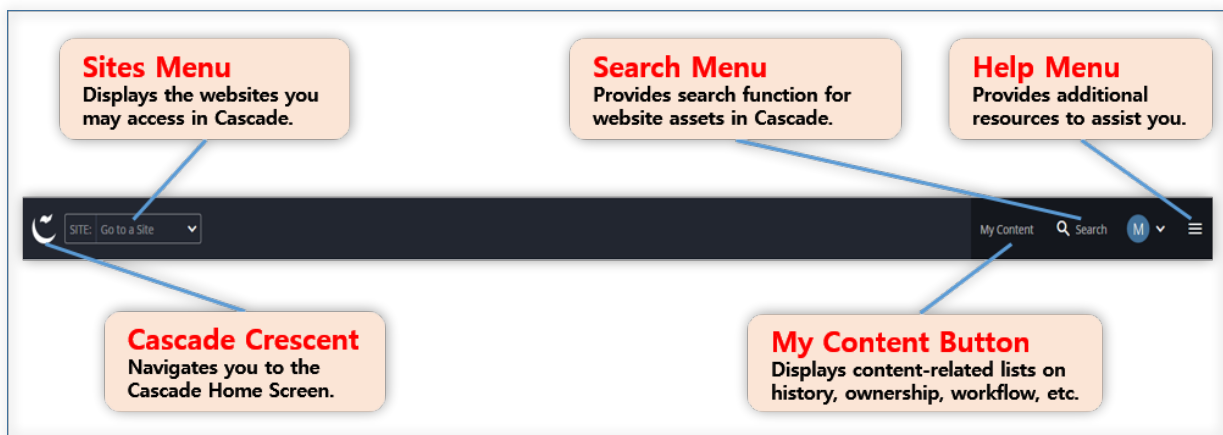 Sites Menu
Displays the websites you
may access in Cascade.
Search Menu
Provides search function for
website assets in Cascade.
Help Menu
Provides additional
resources to assist you.
SITE: Go to a Site
My Content
Search
M
Cascade Crescent
Navigates you to the
Cascade Home Screen.
My Content Button
Displays content-related lists on
history, ownership, workflow, etc.